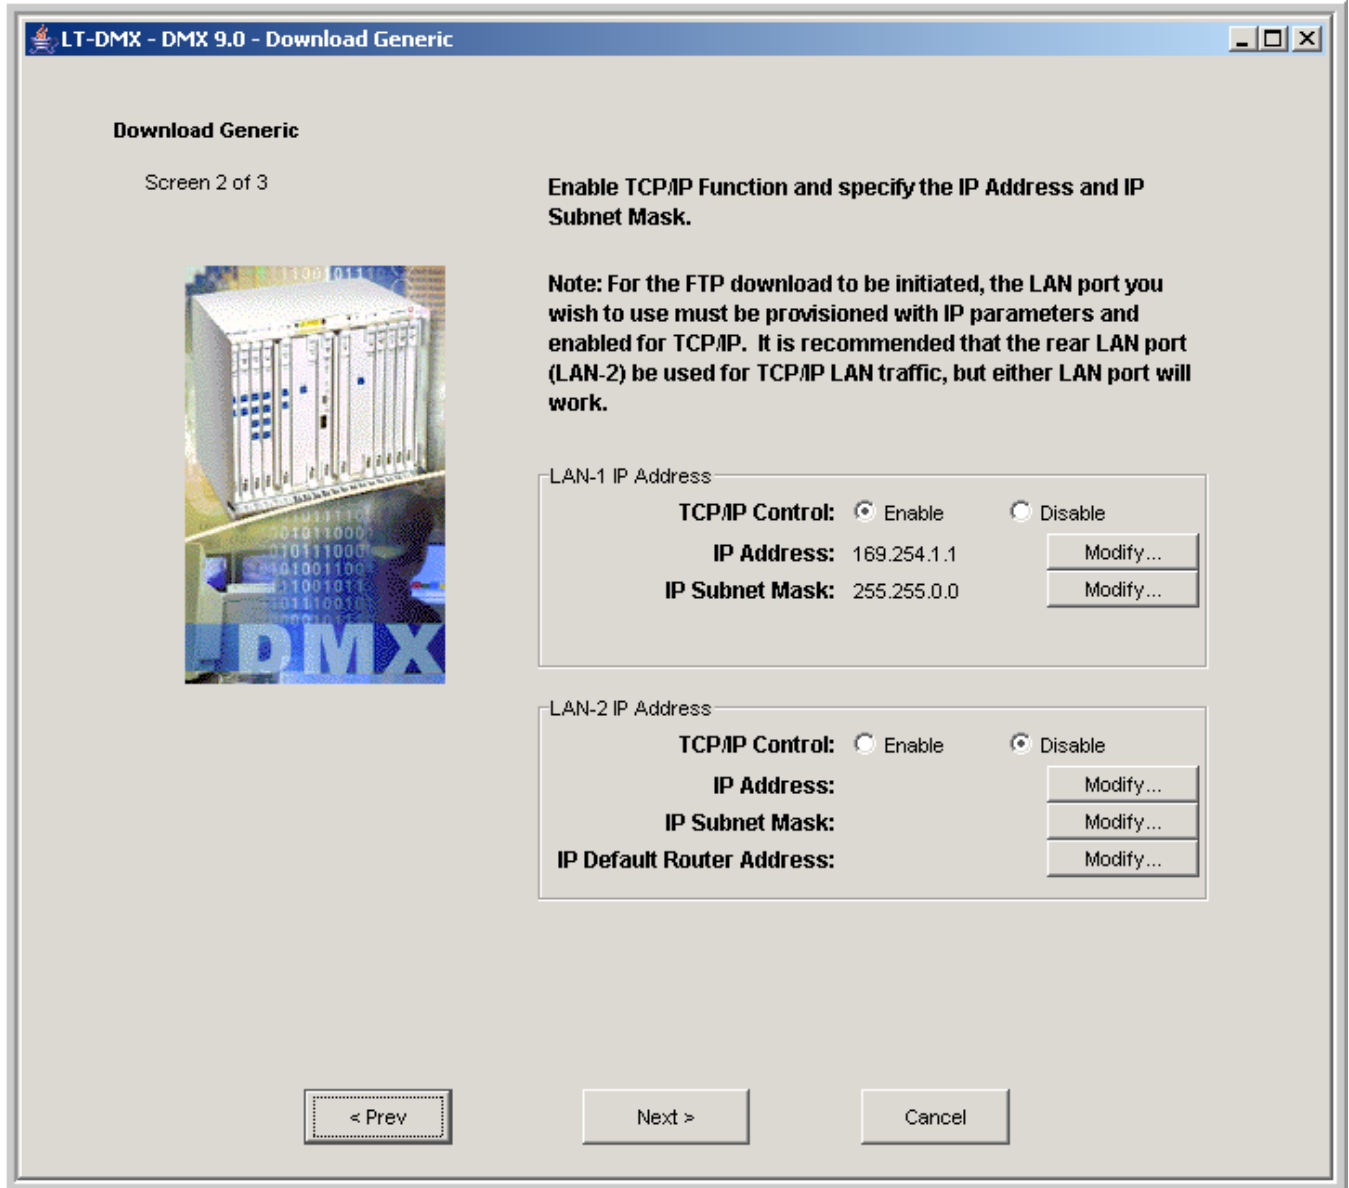 LT-DMX - DMX 9.0 - Download Generic
Download Generic
Screen 2 of 3
Enable TCP/IP Function and specify the IP Address and IP
Subnet Mask.
Note: For the FTP download to be initiated, the LAN port you
wish to use must be provisioned with IP parameters and
enabled for TCP/IP. It is recommended that the rear LAN port
(LAN-2) be used for TCP/IP LAN traffic, but either LAN port will
work.
DMX
LAN-1 IP Address
TCP/IP Control: Enable Disable
IP Address: 169.254.1.1 Modify...
IP Subnet Mask: 255.255.0.0 Modify...
LAN-2 IP Address
TCP/IP Control: Enable Disable
IP Address: Modify...
IP Subnet Mask: Modify...
IP Default Router Address: Modify...
< Prev Next > Cancel